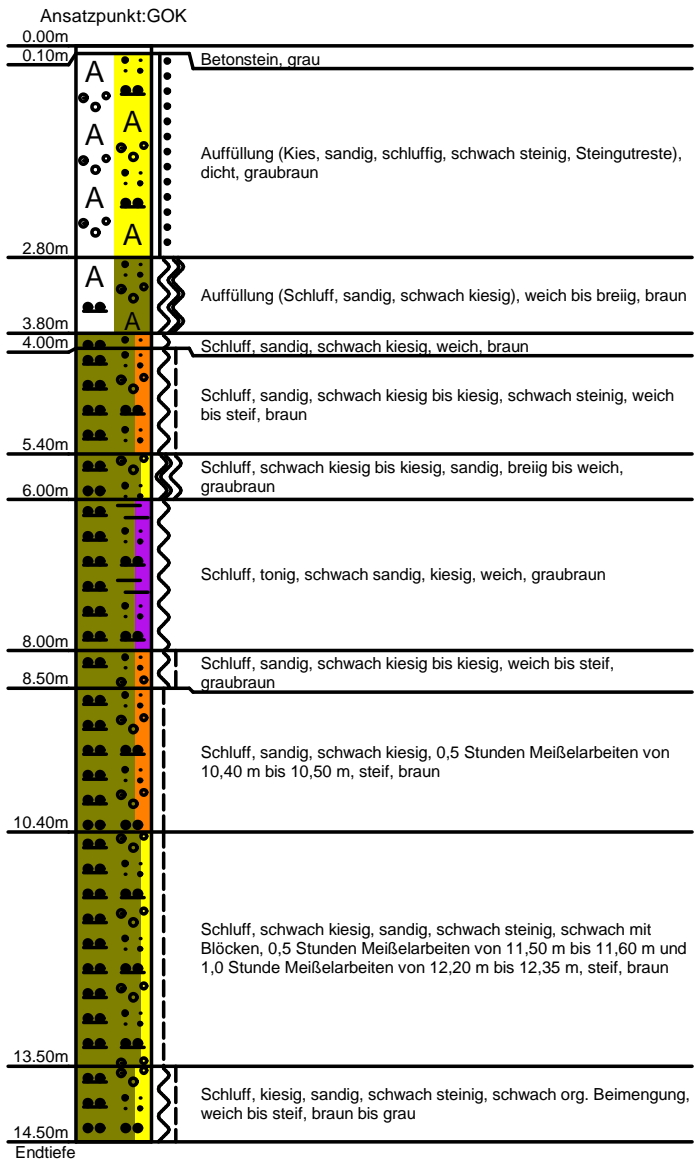 Ansatzpunkt:GOK
0.00m
0.10m
Betonstein, grau
A
A
A
A
A
Auffüllung (Kies, sandig, schluffig, schwach steinig, Steingutreste),
dicht, graubraun
2.80m
A
A
Auffüllung (Schluff, sandig, schwach kiesig), weich bis breiig, braun
3.80m
4.00m
Schluff, sandig, schwach kiesig, weich, braun
Schluff, sandig, schwach kiesig bis kiesig, schwach steinig, weich
bis steif, braun
5.40m
Schluff, schwach kiesig bis kiesig, sandig, breiig bis weich,
graubraun
6.00m
Schluff, tonig, schwach sandig, kiesig, weich, graubraun
8.00m
Schluff, sandig, schwach kiesig bis kiesig, weich bis steif,
graubraun
8.50m
Schluff, sandig, schwach kiesig, 0,5 Stunden Meißelarbeiten von
10,40 m bis 10,50 m, steif, braun
10.40m
Schluff, schwach kiesig, sandig, schwach steinig, schwach mit
Blöcken, 0,5 Stunden Meißelarbeiten von 11,50 m bis 11,60 m und
1,0 Stunde Meißelarbeiten von 12,20 m bis 12,35 m, steif, braun
13.50m
Schluff, kiesig, sandig, schwach steinig, schwach org. Beimengung,
weich bis steif, braun bis grau
14.50m
Endtiefe